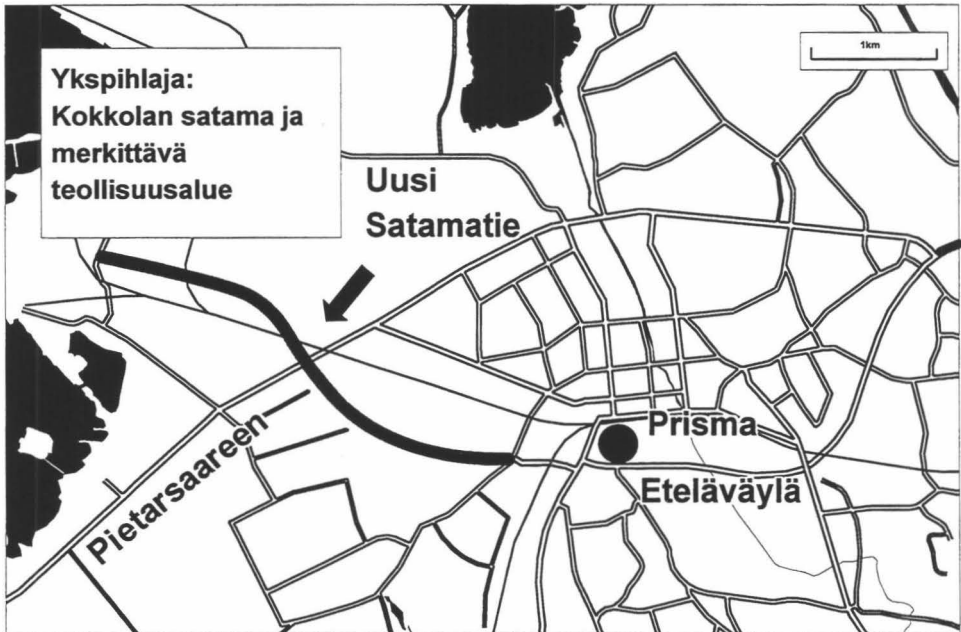 Ykspihlaja:
Kokkolan satama ja
merkittävä
teollisuusalue
1km
Uusi
Satamatie
Prisma
Eteläväylä
Pietarsaareen